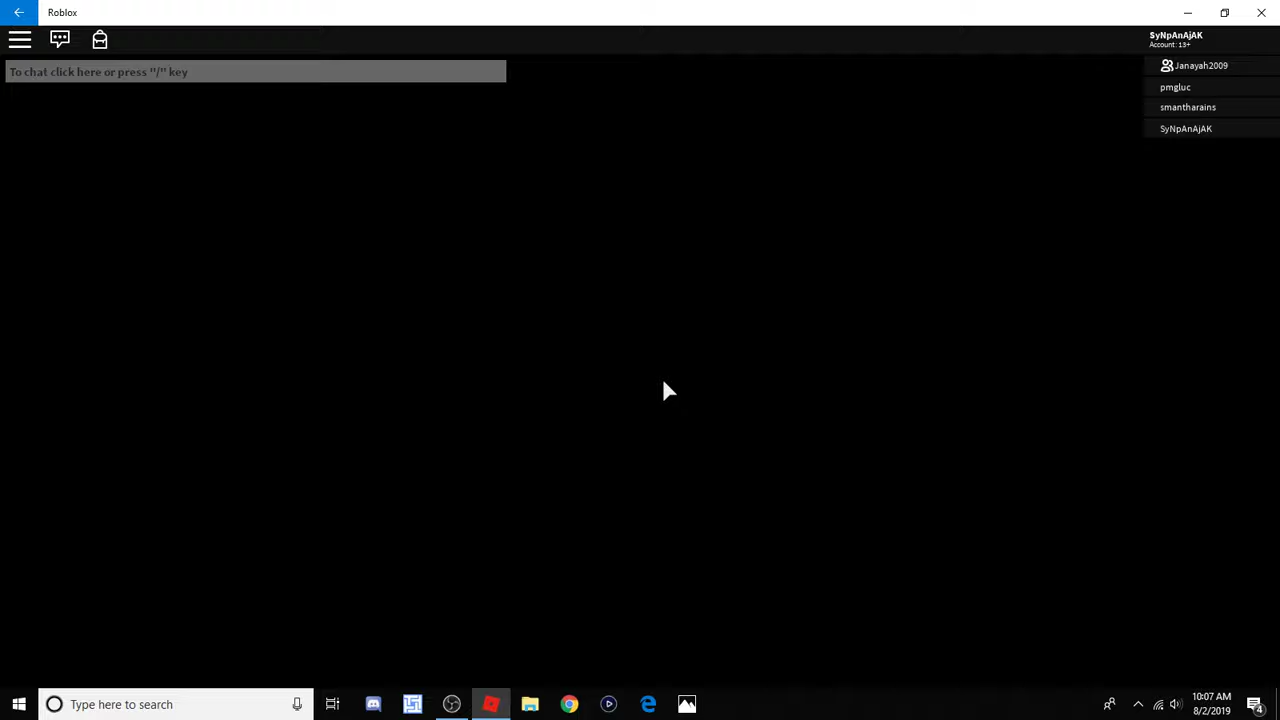 Roblox
SyNpAnAjAK
Account: 13+
To chat click here or press "/" key
Janayah2009
pmgluc
smantharains
SyNpAnAjAK
Type here to search
10:07 AM
8/2/2019
4